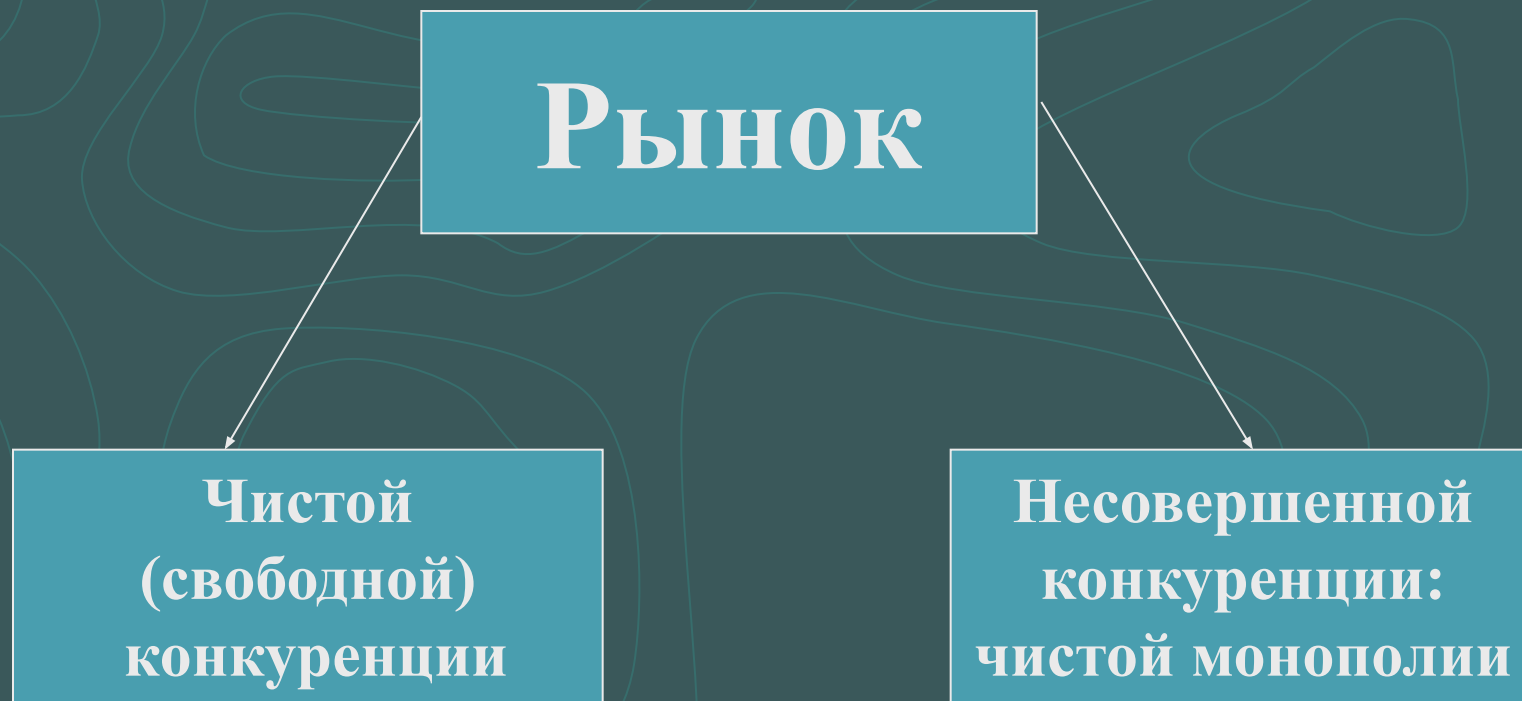 Рынок
Чистой
(свободной)
конкуренции
Несовершенной
конкуренции:
чистой монополии